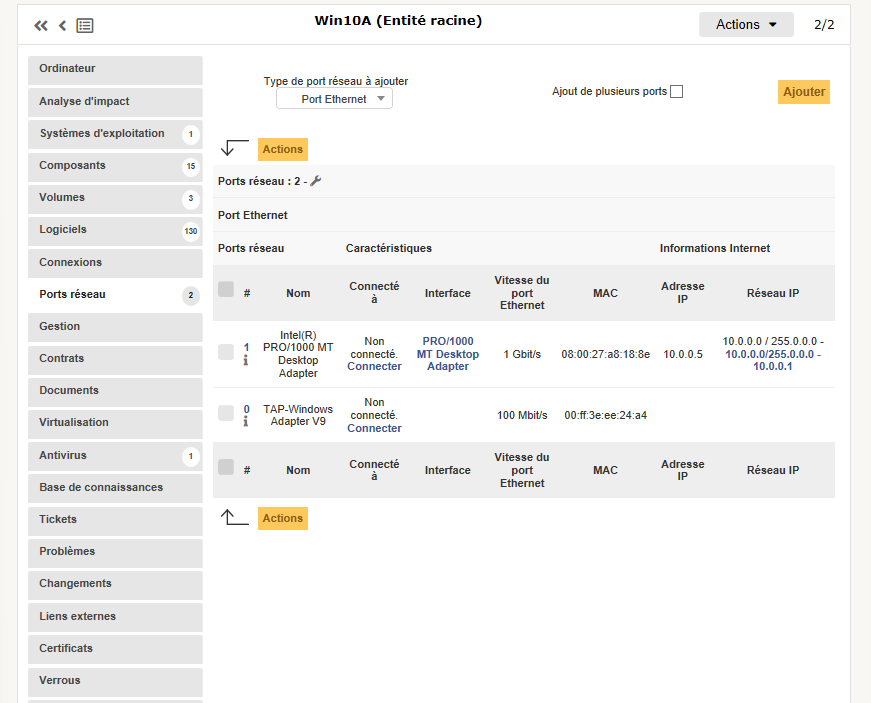 Win10A (Entité racine)
Actions
2/2
Ordinateur
Analyse d'impact
Systèmes d'exploitation 1
Composants 15
Volumes 3
Logiciels 130
Connexions
Ports réseau 2
Gestion
Contrats
Documents
Virtualisation
Antivirus 1
Base de connaissances
Tickets
Problèmes
Changements
Liens externes
Certificats
Verrous
Type de port réseau à ajouter
Port Ethernet
Ajout de plusieurs ports
Ajouter
Actions
Ports réseau : 2 -
Port Ethernet
Ports réseau Caractéristiques Informations Internet
# Nom Connecté à Interface Vitesse du port Ethernet MAC Adresse IP Réseau IP
1 Intel(R) PRO/1000 MT Desktop Adapter Non connecté. Connecter PRO/1000 MT Desktop Adapter 1 Gbit/s 08:00:27:a8:18:8e 10.0.0.5 10.0.0.0 / 255.0.0.0 - 10.0.0.0/255.0.0.0 - 10.0.0.1
0 TAP-Windows Adapter V9 Non connecté. Connecter 100 Mbit/s 00:ff:3e:ee:24:a4
# Nom Connecté à Interface Vitesse du port Ethernet MAC Adresse IP Réseau IP
Actions